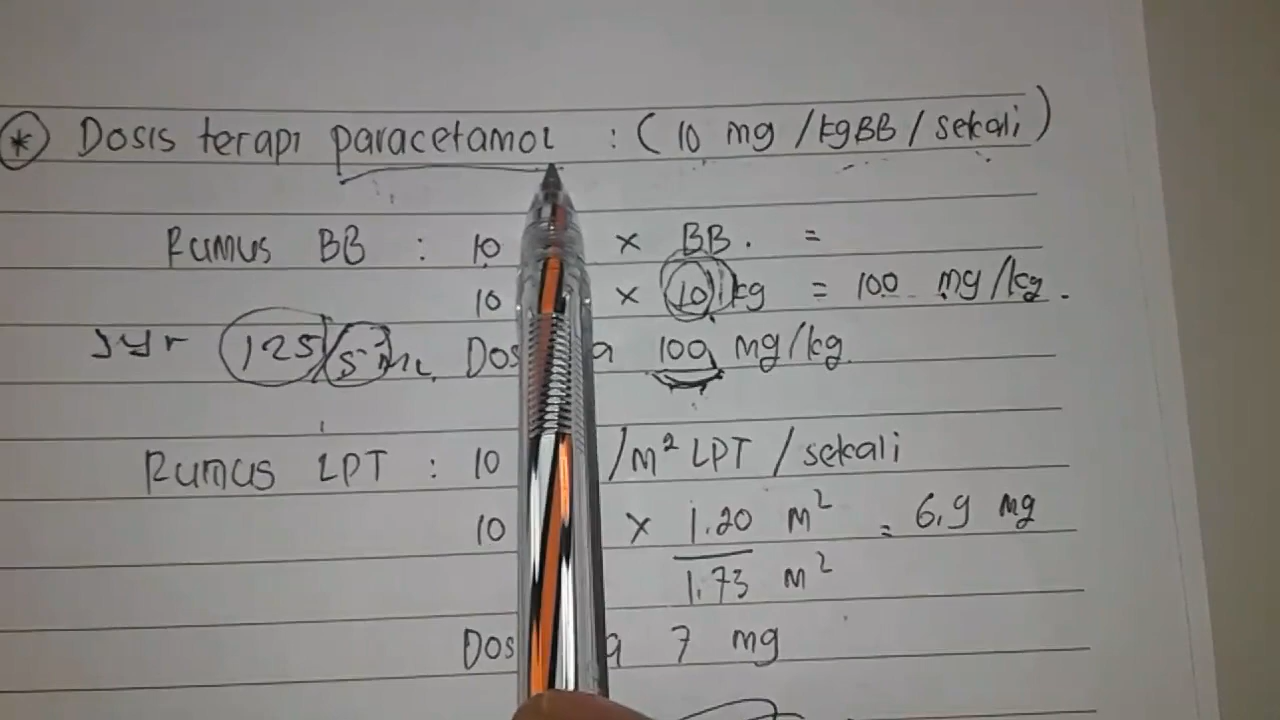 * Dosis terapi paracetamol : ( 10 mg / kgBB / sekali )
Rumus BB : 10 x BB. =
10 x 10 kg = 100 mg/kg.
syr 125/5 mL Dos a 100 mg/kg.
Rumus LPT : 10 /m² LPT / sekali
10 x 1.20 m² = 6,9 mg
1.73 m²
Dos a 7 mg